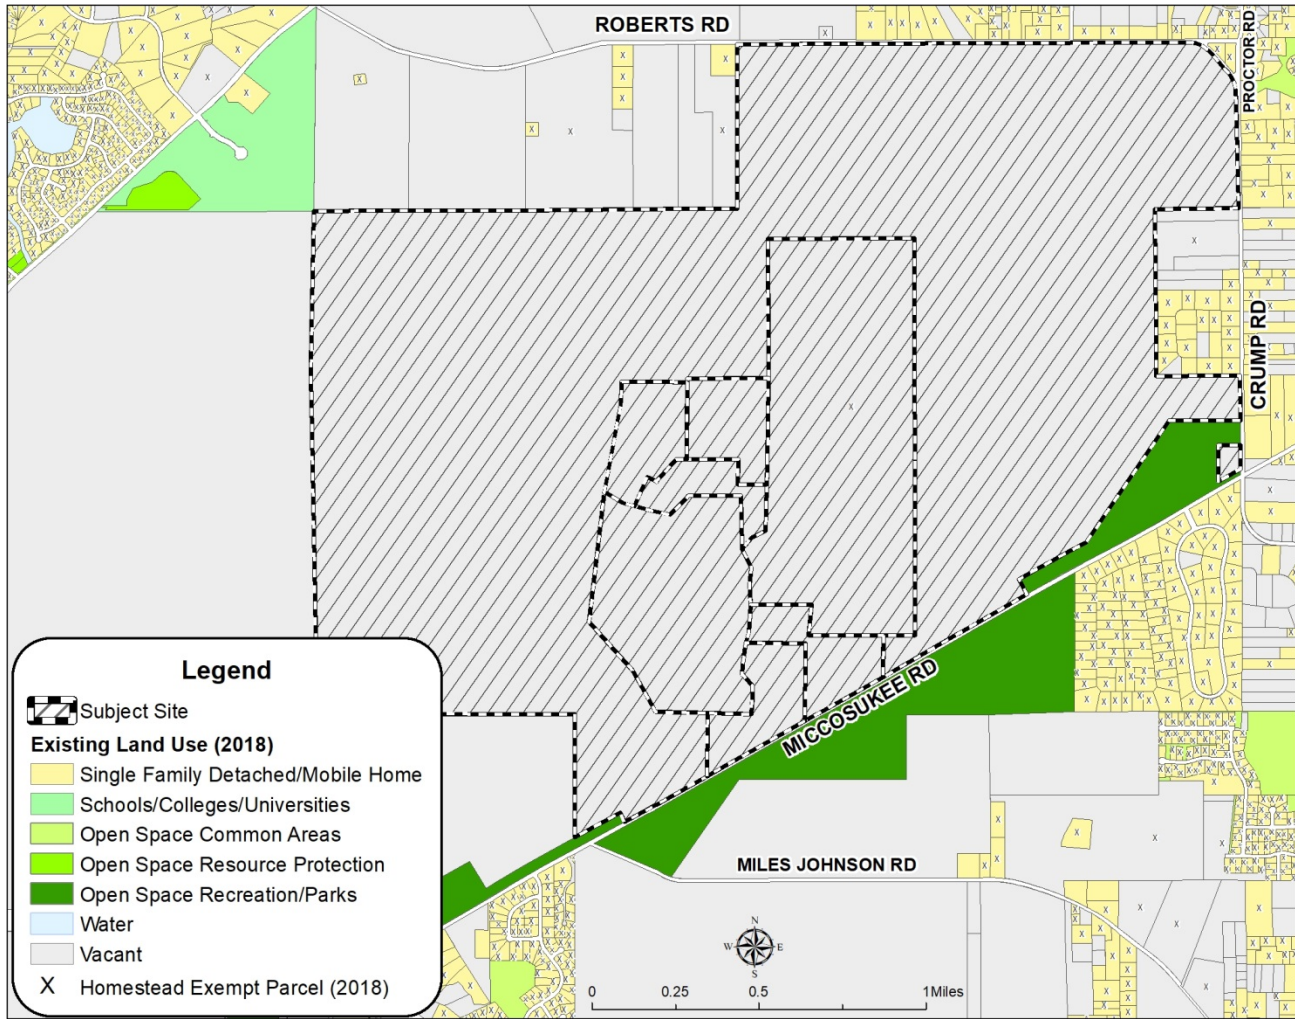 ROBERTS RD
PROCTOR RD
CRUMP RD
MICCOSUKEE RD
MILES JOHNSON RD
Legend
Subject Site
Existing Land Use (2018)
Single Family Detached/Mobile Home
Schools/Colleges/Universities
Open Space Common Areas
Open Space Resource Protection
Open Space Recreation/Parks
Water
Vacant
X Homestead Exempt Parcel (2018)
N
W E
S
0 0.25 0.5 1 Miles